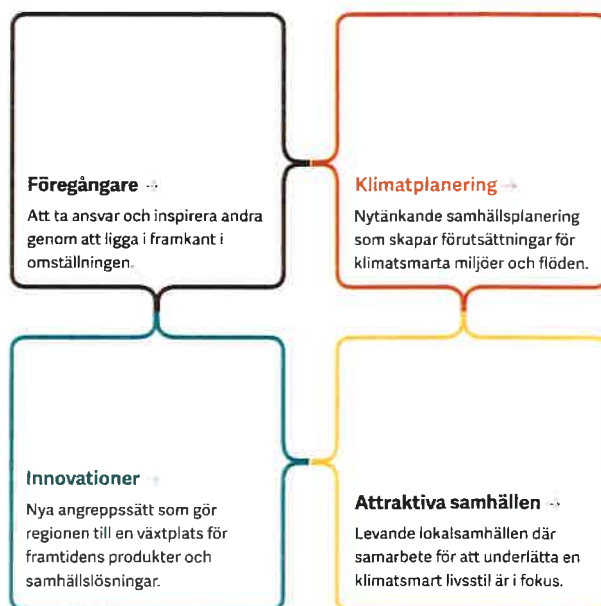 Föregångare →
Att ta ansvar och inspirera andra
genom att ligga i framkant i
omställningen.
Klimatplanering →
Nytänkande samhällsplanering
som skapar förutsättningar för
klimatsmarta miljöer och flöden.
Innovationer →
Nya angreppssätt som gör
regionen till en växtplats för
framtidens produkter och
samhällslösningar.
Attraktiva samhällen →
Levande lokalsamhällen där
samarbete för att underlätta en
klimatsmart livsstil är i fokus.